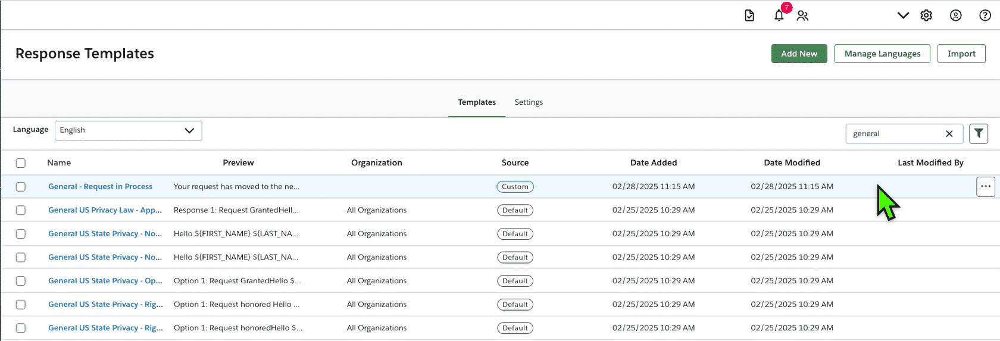 7
Response Templates
Add New
Manage Languages
Import
Templates
Settings
Language
English
general
Name Preview Organization Source Date Added Date Modified Last Modified By
General - Request in Process Your request has moved to the ne... Custom 02/28/2025 11:15 AM 02/28/2025 11:15 AM
General US Privacy Law - App... Response 1: Request GrantedHell... All Organizations Default 02/25/2025 10:29 AM 02/25/2025 10:29 AM
General US State Privacy - No... Hello ${FIRST_NAME} ${LAST_NA... All Organizations Default 02/25/2025 10:29 AM 02/25/2025 10:29 AM
General US State Privacy - No... Hello ${FIRST_NAME} ${LAST_NA... All Organizations Default 02/25/2025 10:29 AM 02/25/2025 10:29 AM
General US State Privacy - Op... Option 1: Request GrantedHello $... All Organizations Default 02/25/2025 10:29 AM 02/25/2025 10:29 AM
General US State Privacy - Rig... Option 1: Request honored Hello ... All Organizations Default 02/25/2025 10:29 AM 02/25/2025 10:29 AM
General US State Privacy - Rig... Option 1: Request honoredHello $... All Organizations Default 02/25/2025 10:29 AM 02/25/2025 10:29 AM